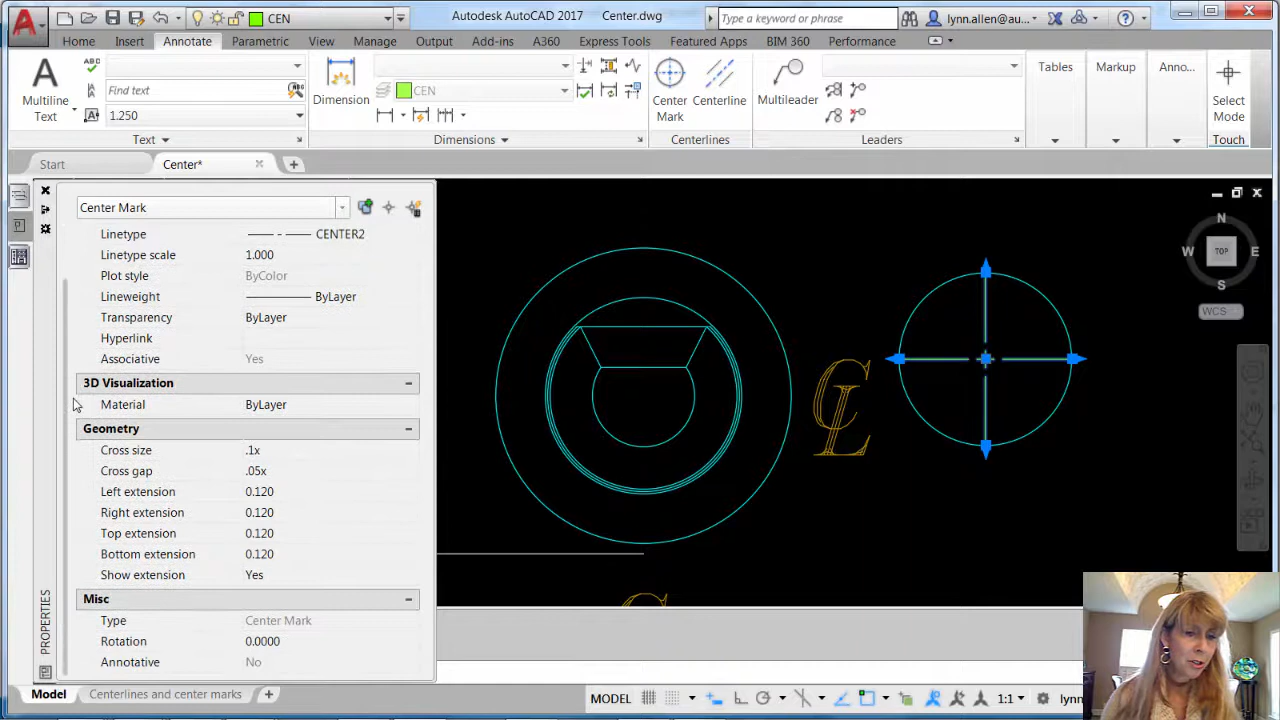 CEN
Autodesk AutoCAD 2017 Center.dwg
Type a keyword or phrase
lynn.allen@au...
Home Insert Annotate Parametric View Manage Output Add-ins A360 Express Tools Featured Apps BIM 360 Performance
Multiline Text
Find text
1.250
Dimension
CEN
Center Mark
Centerline
Multileader
Tables
Markup
Anno...
Select Mode
Text
Dimensions
Centerlines
Leaders
Touch
Start
Center*
Center Mark
Linetype CENTER2
Linetype scale 1.000
Plot style ByColor
Lineweight ByLayer
Transparency ByLayer
Hyperlink
Associative Yes
3D Visualization
Material ByLayer
Geometry
Cross size .1x
Cross gap .05x
Left extension 0.120
Right extension 0.120
Top extension 0.120
Bottom extension 0.120
Show extension Yes
Misc
Type Center Mark
Rotation 0.0000
Annotative No
PROPERTIES
CL
N
W TOP E
S
WCS
Model
Centerlines and center marks
MODEL
1:1
lynn